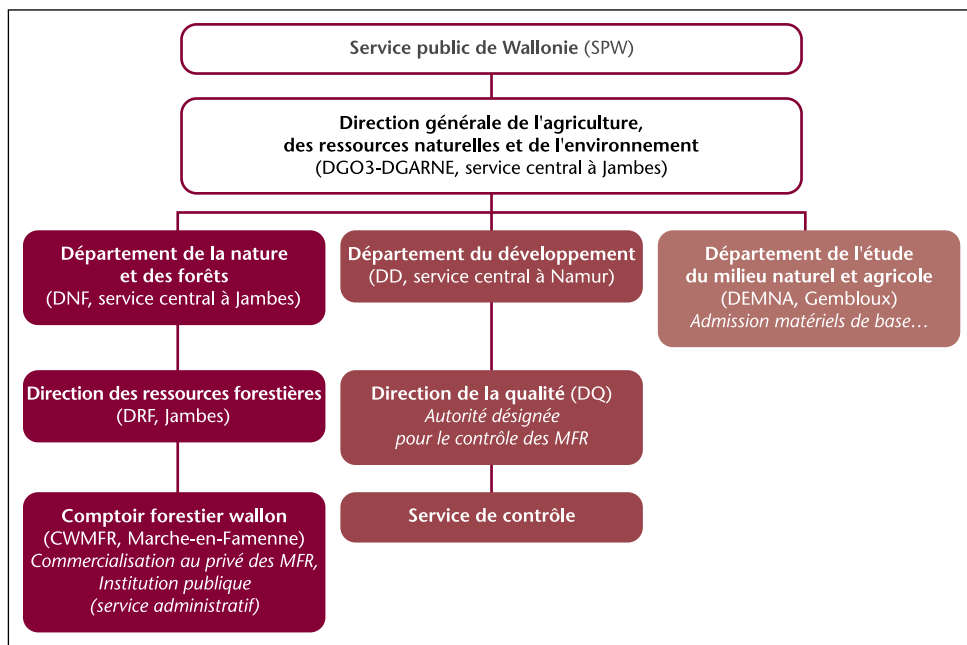 Service public de Wallonie (SPW)
Direction générale de l'agriculture,
des ressources naturelles et de l'environnement
(DGO3-DGARNE, service central à Jambes)
Département de la nature
et des forêts
(DNF, service central à Jambes)
Département du développement
(DD, service central à Namur)
Département de l'étude
du milieu naturel et agricole
(DEMNA, Gembloux)
Admission matériels de base…
Direction des ressources forestières
(DRF, Jambes)
Direction de la qualité (DQ)
Autorité désignée
pour le contrôle des MFR
Comptoir forestier wallon
(CWMFR, Marche-en-Famenne)
Commercialisation au privé des MFR,
Institution publique
(service administratif)
Service de contrôle